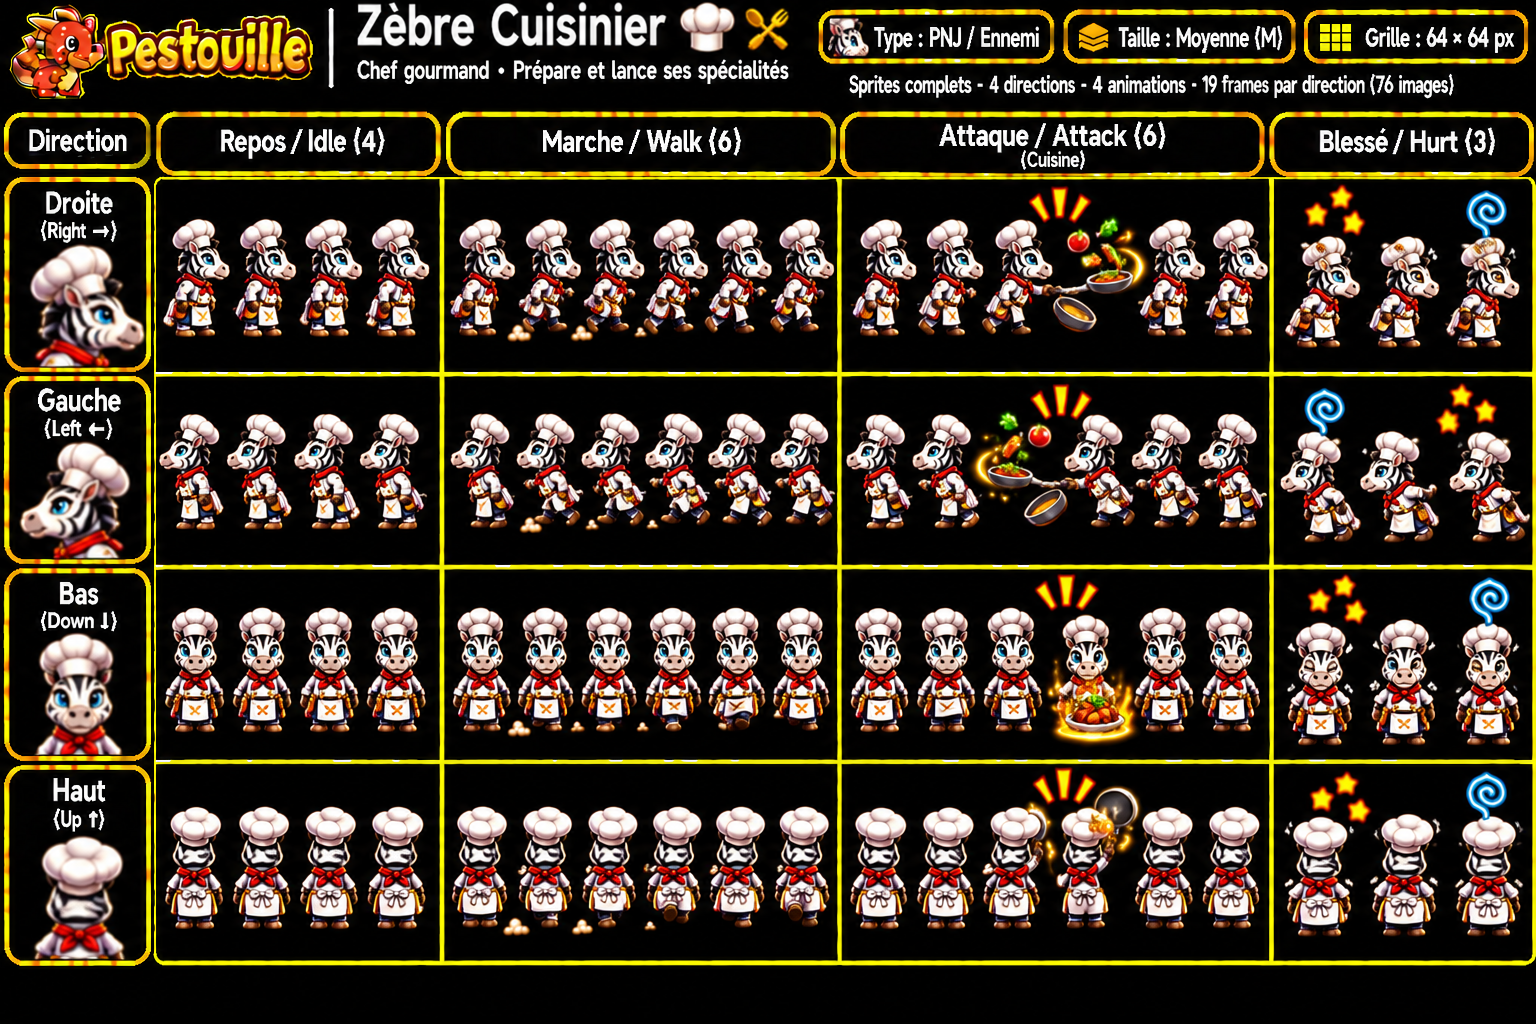 Pestouille
Zèbre Cuisinier
Chef gourmand • Prépare et lance ses spécialités
Type : PNJ / Ennemi
Taille : Moyenne (M)
Grille : 64 × 64 px
Sprites complets - 4 directions - 4 animations - 19 frames par direction (76 images)
Direction
Repos / Idle (4)
Marche / Walk (6)
Attaque / Attack (6)
(Cuisine)
Blessé / Hurt (3)
Droite
(Right →)
Gauche
(Left ←)
Bas
(Down ↓)
Haut
(Up ↑)